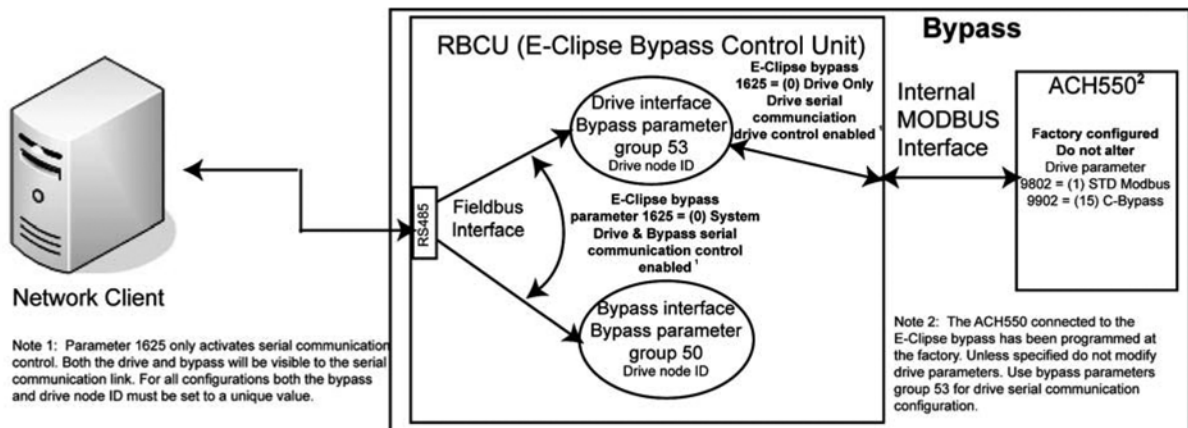 Bypass
RBCU (E-Clipse Bypass Control Unit)
E-Clipse bypass
1625 = (0) Drive Only
Drive serial
communciation
drive control enabled ¹
Drive interface
Bypass parameter
group 53
Drive node ID
Internal
MODBUS
Interface
ACH550²
Factory configured
Do not alter
Drive parameter
9802 = (1) STD Modbus
9902 = (15) C-Bypass
RS485
Fieldbus
Interface
E-Clipse bypass
parameter 1625 = (0) System
Drive & Bypass serial
communication control
enabled ¹
Bypass interface
Bypass parameter
group 50
Drive node ID
Network Client
Note 1: Parameter 1625 only activates serial communication
control. Both the drive and bypass will be visible to the serial
communication link. For all configurations both the bypass
and drive node ID must be set to a unique value.
Note 2: The ACH550 connected to the
E-Clipse bypass has been programmed at
the factory. Unless specified do not modify
drive parameters. Use bypass parameters
group 53 for drive serial communication
configuration.